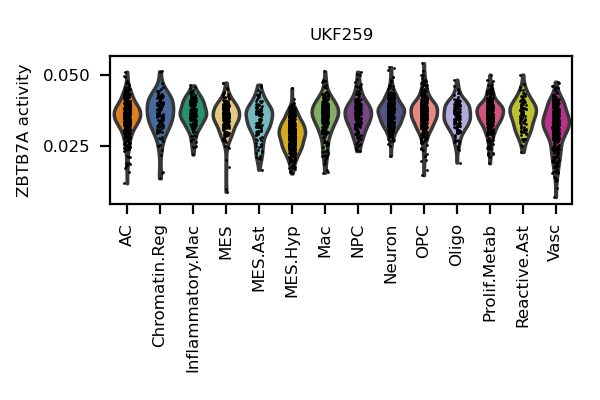 UKF259
ZBTB7A activity
0.050
0.025
AC
Chromatin.Reg
Inflammatory.Mac
MES
MES.Ast
MES.Hyp
Mac
NPC
Neuron
OPC
Oligo
Prolif.Metab
Reactive.Ast
Vasc